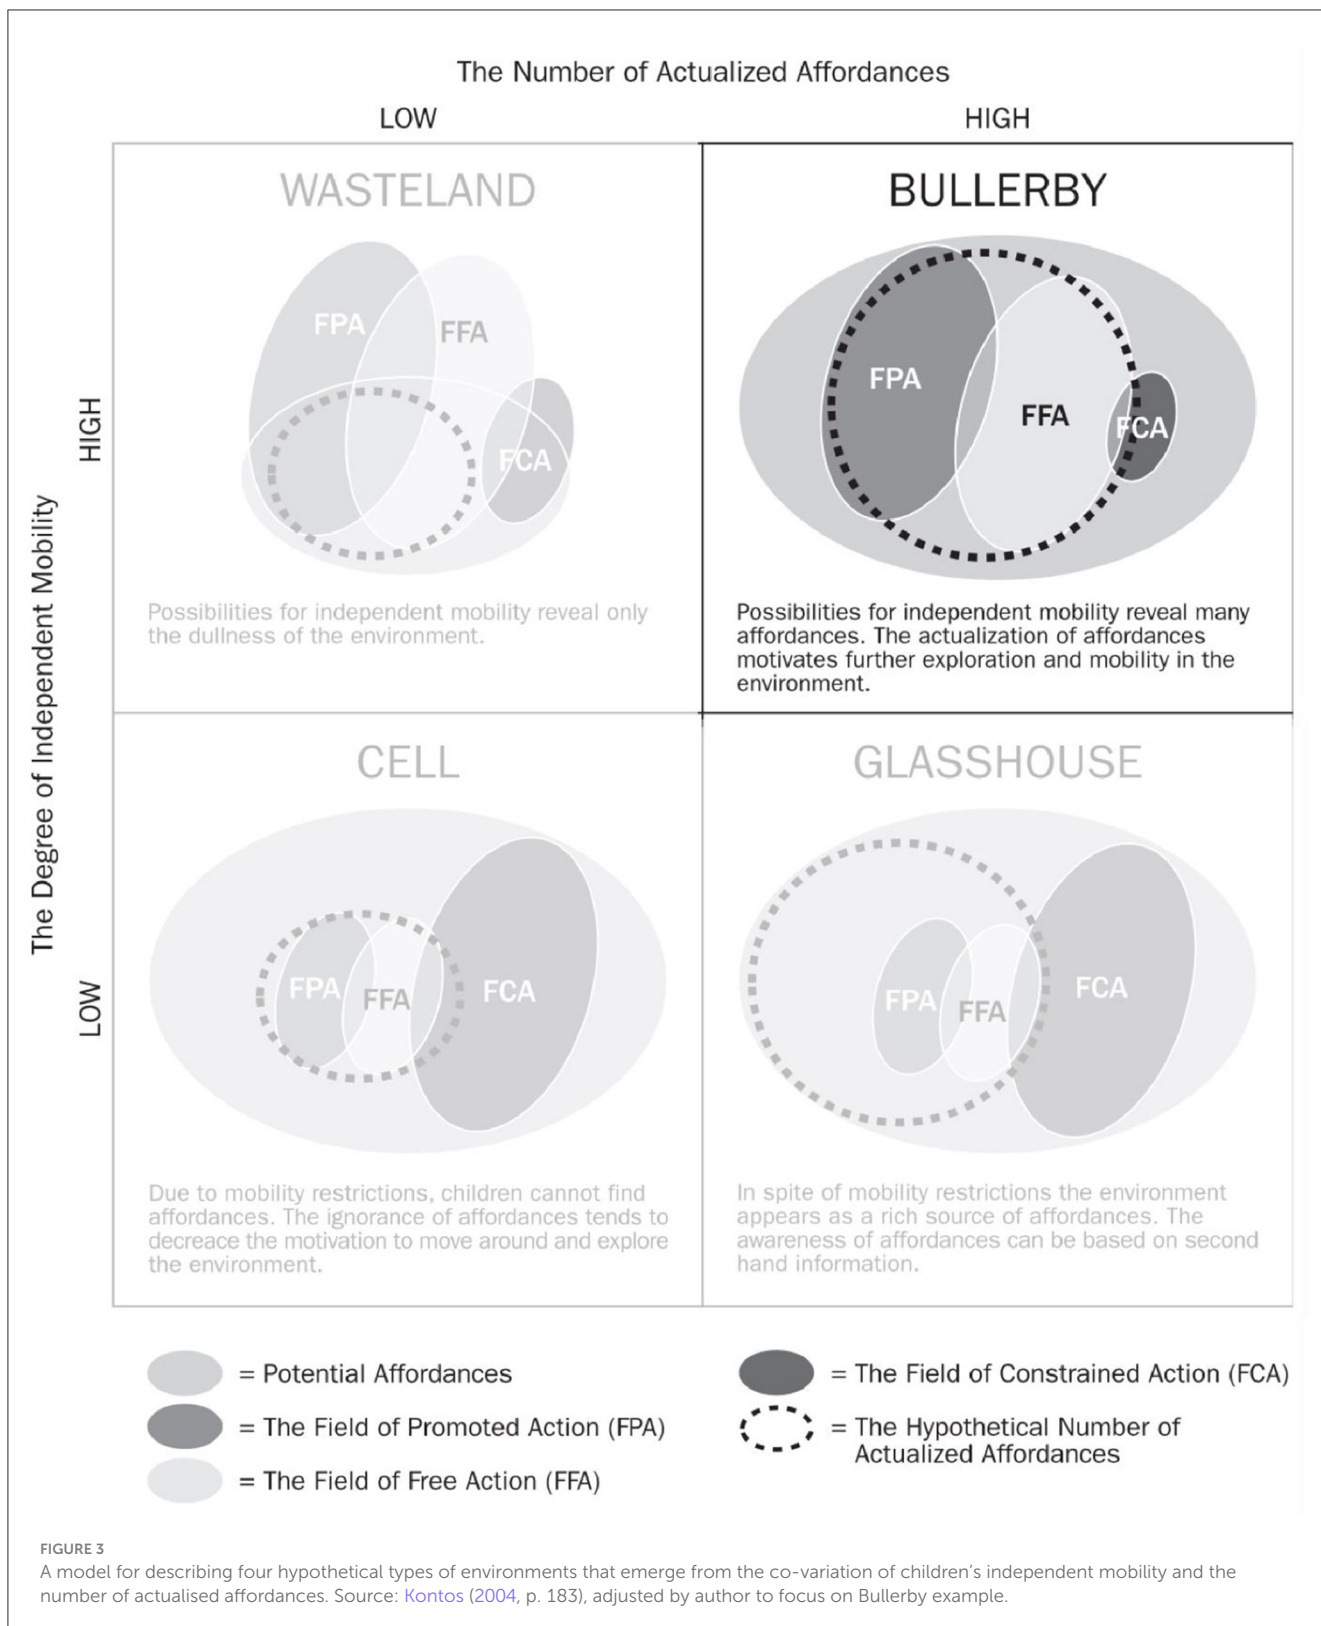 The Number of Actualized Affordances
LOW
HIGH
The Degree of Independent Mobility
HIGH
WASTELAND
FPA
FFA
FCA
Possibilities for independent mobility reveal only
the dullness of the environment.
BULLERBY
FPA
FFA
FCA
Possibilities for independent mobility reveal many
affordances. The actualization of affordances
motivates further exploration and mobility in the
environment.
LOW
CELL
FPA
FFA
FCA
Due to mobility restrictions, children cannot find
affordances. The ignorance of affordances tends to
decreace the motivation to move around and explore
the environment.
GLASSHOUSE
FPA
FFA
FCA
In spite of mobility restrictions the environment
appears as a rich source of affordances. The
awareness of affordances can be based on second
hand information.
= Potential Affordances
= The Field of Promoted Action (FPA)
= The Field of Free Action (FFA)
= The Field of Constrained Action (FCA)
= The Hypothetical Number of
Actualized Affordances
FIGURE 3
A model for describing four hypothetical types of environments that emerge from the co-variation of children's independent mobility and the
number of actualised affordances. Source: Kontos (2004, p. 183), adjusted by author to focus on Bullerby example.